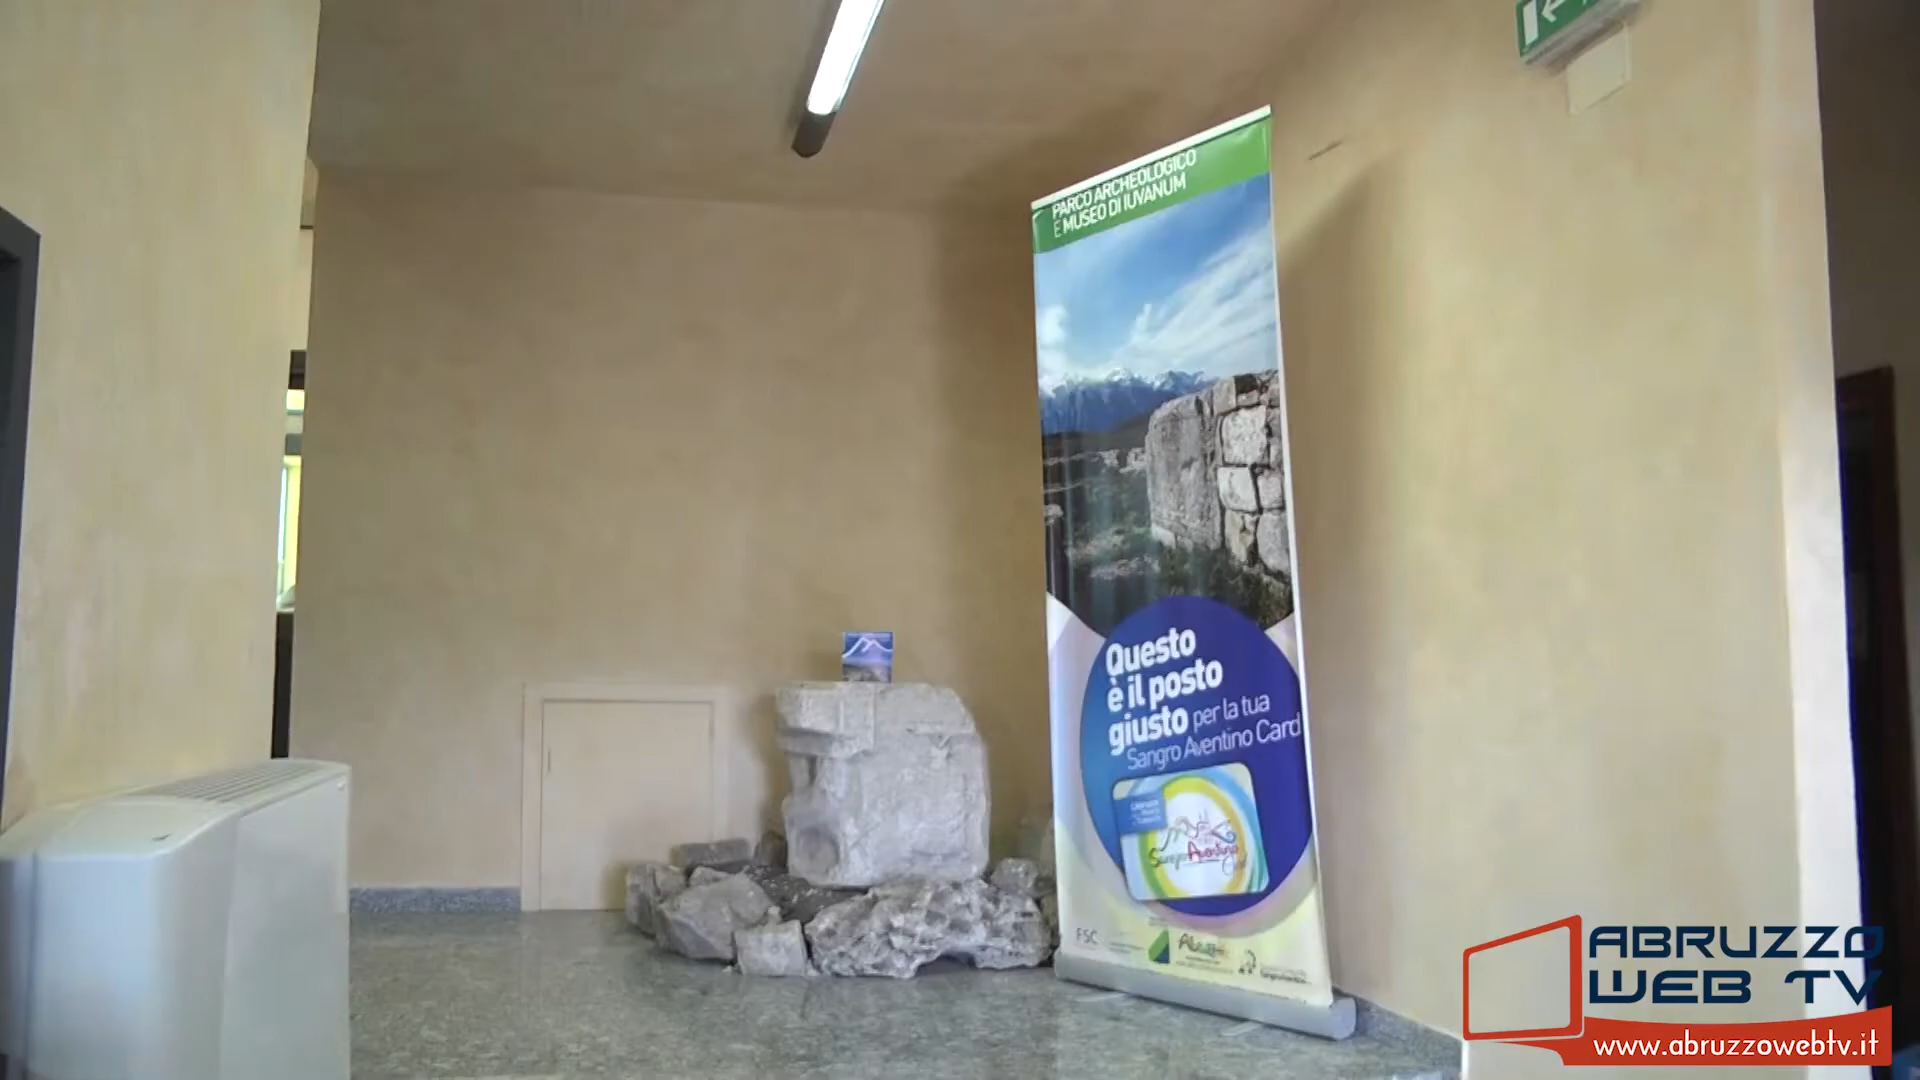 PARCO ARCHEOLOGICO
E MUSEO DI IUVANUM
Questo
è il posto
giusto per la tua
Sangro Aventino Card
Sangro Aventino
Card
FSC
ABRUZZO
WEB TV
www.abruzzowebtv.it